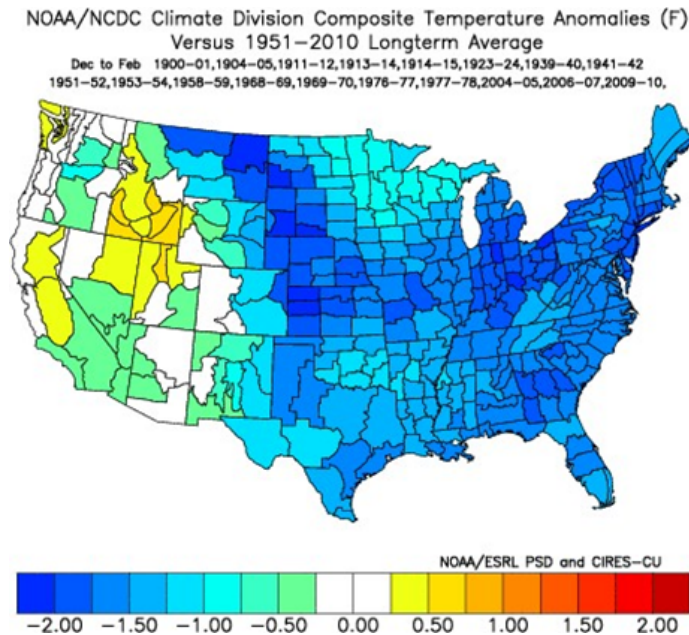 NOAA/NCDC Climate Division Composite Temperature Anomalies (F)
Versus 1951-2010 Longterm Average
Dec to Feb 1900-01,1904-05,1911-12,1913-14,1914-15,1923-24,1939-40,1941-42
1951-52,1953-54,1958-59,1968-69,1969-70,1976-77,1977-78,2004-05,2006-07,2009-10,
NOAA/ESRL PSD and CIRES-CU
-2.00 -1.50 -1.00 -0.50 0.00 0.50 1.00 1.50 2.00